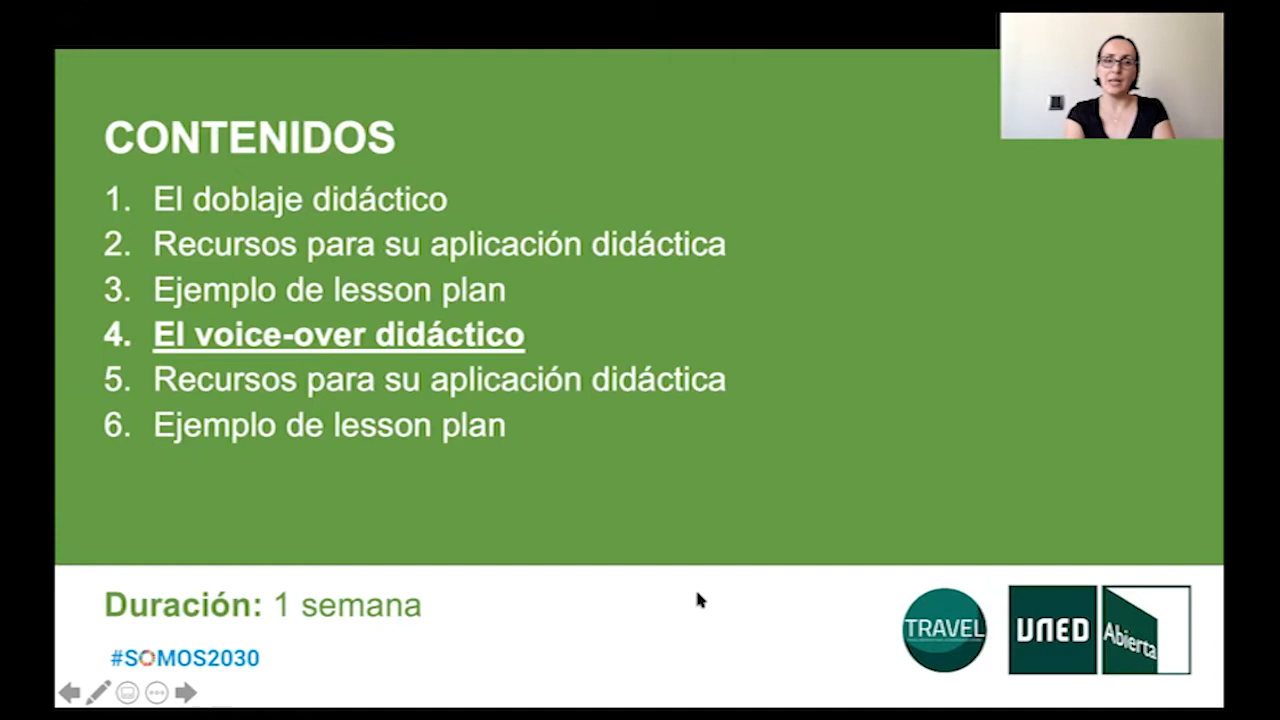 CONTENIDOS
1. El doblaje didáctico
2. Recursos para su aplicación didáctica
3. Ejemplo de lesson plan
4. El voice-over didáctico
5. Recursos para su aplicación didáctica
6. Ejemplo de lesson plan
Duración: 1 semana
#SOMOS2030
TRAVEL
UNED
Abierta